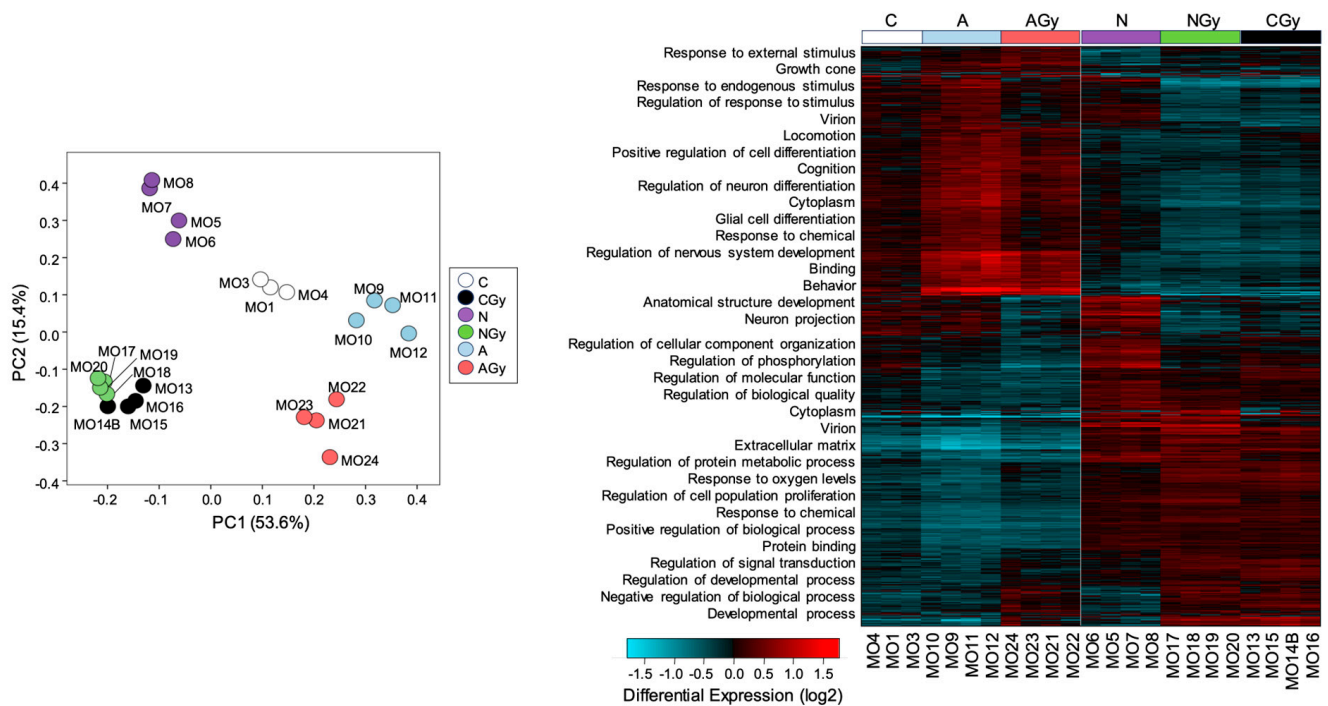 PC2 (15.4%)
0.4
0.3
0.2
0.1
0.0
-0.1
-0.2
-0.3
-0.4
MO8
MO7
MO5
MO6
MO3
MO1
MO4
MO9
MO11
MO10
MO12
MO17
MO19
MO20
MO18
MO13
MO16
MO14B
MO15
MO22
MO23
MO21
MO24
-0.2
-0.1
0.0
0.1
0.2
0.3
0.4
PC1 (53.6%)
C
CGy
N
NGy
A
AGy
C
A
AGy
N
NGy
CGy
Response to external stimulus
Growth cone
Response to endogenous stimulus
Regulation of response to stimulus
Virion
Locomotion
Positive regulation of cell differentiation
Cognition
Regulation of neuron differentiation
Cytoplasm
Glial cell differentiation
Response to chemical
Regulation of nervous system development
Binding
Behavior
Anatomical structure development
Neuron projection
Regulation of cellular component organization
Regulation of phosphorylation
Regulation of molecular function
Regulation of biological quality
Cytoplasm
Virion
Extracellular matrix
Regulation of protein metabolic process
Response to oxygen levels
Regulation of cell population proliferation
Response to chemical
Positive regulation of biological process
Protein binding
Regulation of signal transduction
Regulation of developmental process
Negative regulation of biological process
Developmental process
MO4
MO1
MO3
MO10
MO9
MO11
MO12
MO24
MO23
MO21
MO22
MO6
MO5
MO7
MO8
MO17
MO18
MO19
MO20
MO13
MO15
MO14B
MO16
-1.5
-1.0
-0.5
0.0
0.5
1.0
1.5
Differential Expression (log2)